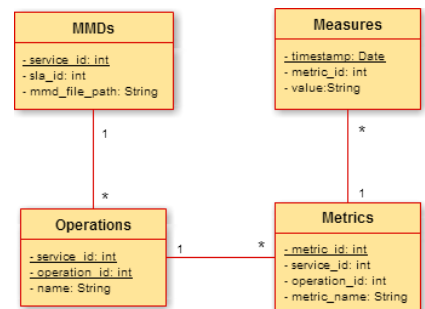 MMDs
- service_id: int
- sla_id: int
- mmd_file_path: String
Measures
- timestamp: Date
- metric_id: int
- value:String
1
*
*
1
Operations
- service_id: int
- operation_id: int
- name: String
1
*
Metrics
- metric_id: int
- service_id: int
- operation_id: int
- metric_name: String